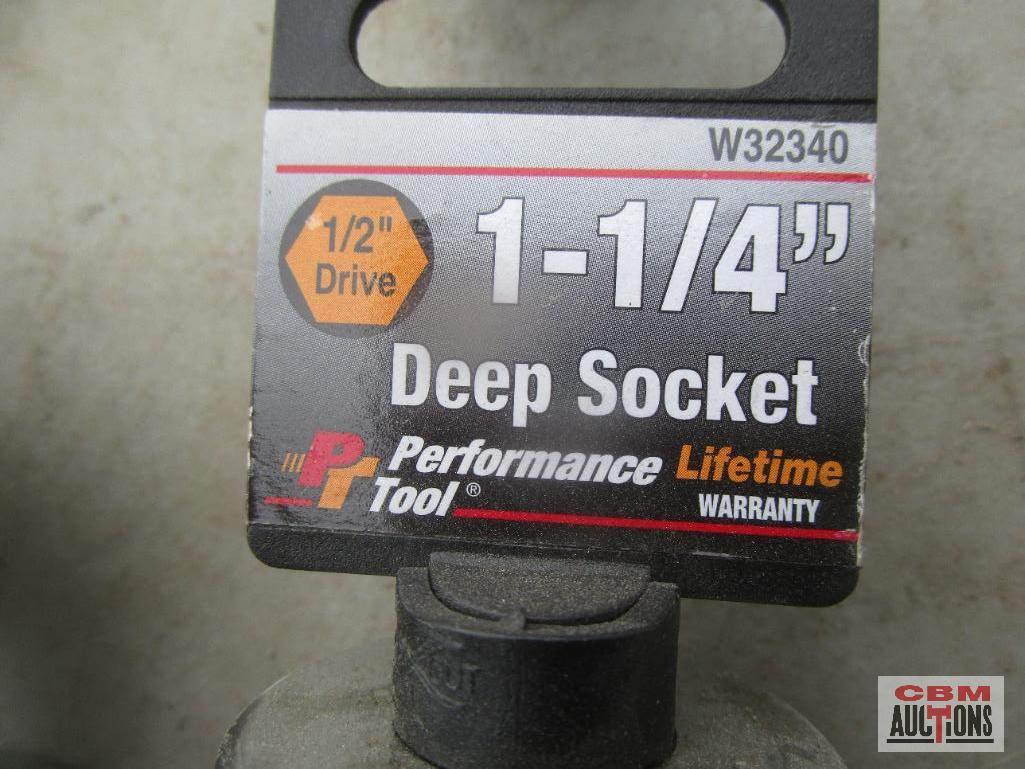 W32340
1/2"
Drive
1-1/4”
Deep Socket
PT
Performance
Tool®
Lifetime
WARRANTY
CBM
AUCTIONS